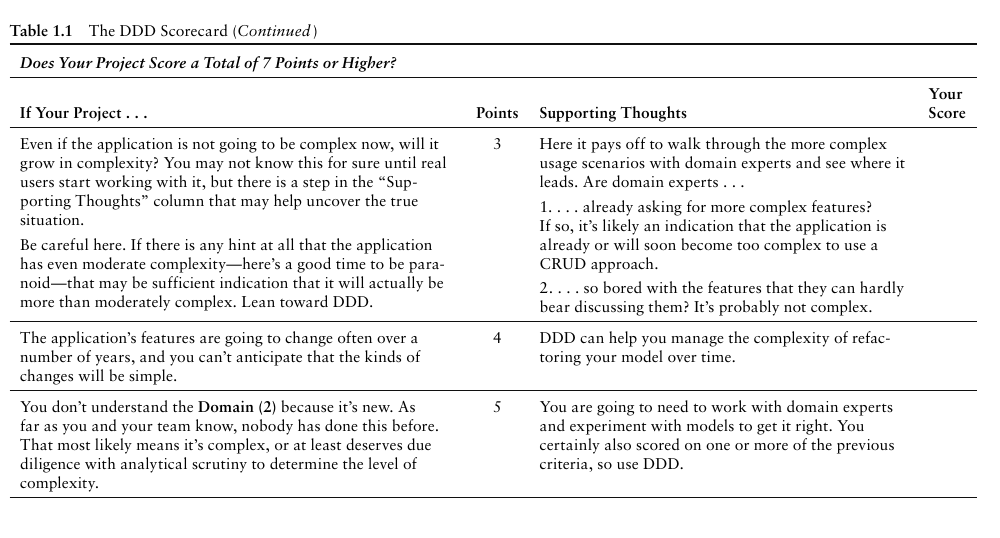 Table 1.1 The DDD Scorecard (Continued)
Does Your Project Score a Total of 7 Points or Higher?
If Your Project . . . Points Supporting Thoughts Your Score
Even if the application is not going to be complex now, will it
grow in complexity? You may not know this for sure until real
users start working with it, but there is a step in the “Sup-
porting Thoughts” column that may help uncover the true
situation.
Be careful here. If there is any hint at all that the application
has even moderate complexity—here’s a good time to be para-
noid—that may be sufficient indication that it will actually be
more than moderately complex. Lean toward DDD.
3
Here it pays off to walk through the more complex
usage scenarios with domain experts and see where it
leads. Are domain experts . . .
1. . . . already asking for more complex features?
If so, it’s likely an indication that the application is
already or will soon become too complex to use a
CRUD approach.
2. . . . so bored with the features that they can hardly
bear discussing them? It’s probably not complex.
The application’s features are going to change often over a
number of years, and you can’t anticipate that the kinds of
changes will be simple.
4
DDD can help you manage the complexity of refac-
toring your model over time.
You don’t understand the Domain (2) because it’s new. As
far as you and your team know, nobody has done this before.
That most likely means it’s complex, or at least deserves due
diligence with analytical scrutiny to determine the level of
complexity.
5
You are going to need to work with domain experts
and experiment with models to get it right. You
certainly also scored on one or more of the previous
criteria, so use DDD.